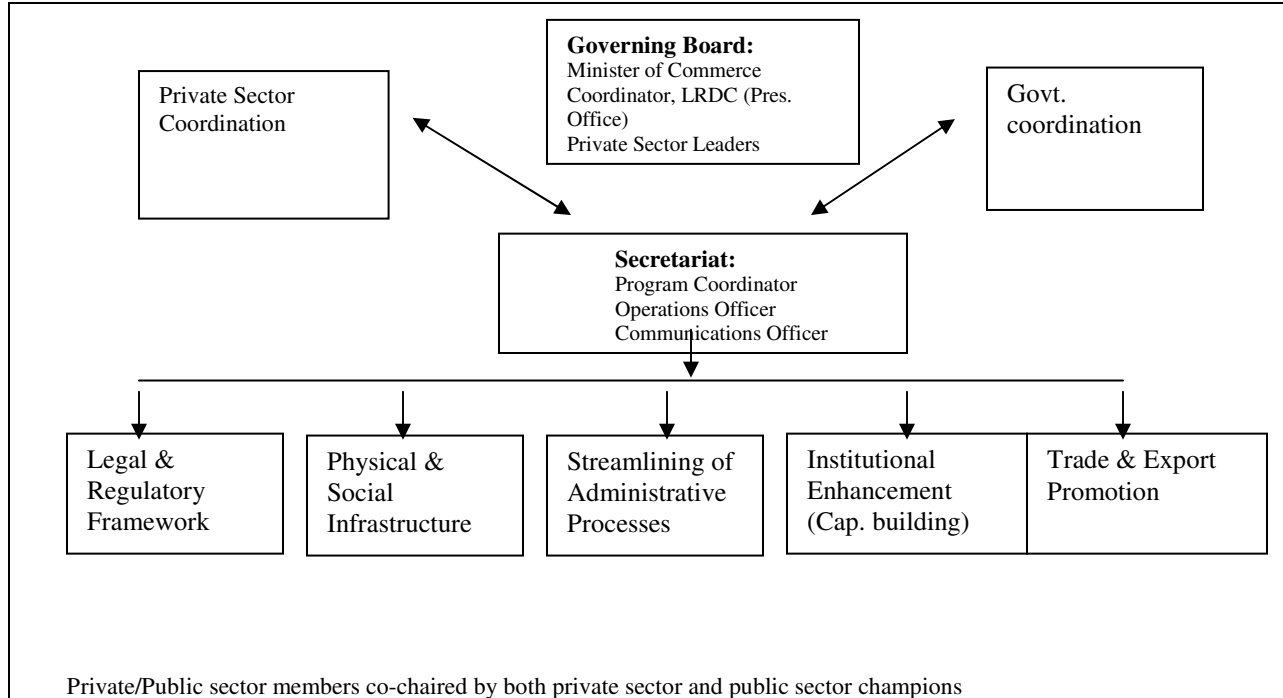 Governing Board:
Minister of Commerce
Coordinator, LRDC (Pres.
Office)
Private Sector Leaders
Private Sector
Coordination
Govt.
coordination
Secretariat:
Program Coordinator
Operations Officer
Communications Officer
Legal &
Regulatory
Framework
Physical &
Social
Infrastructure
Streamlining of
Administrative
Processes
Institutional
Enhancement
(Cap. building)
Trade & Export
Promotion
Private/Public sector members co-chaired by both private sector and public sector champions